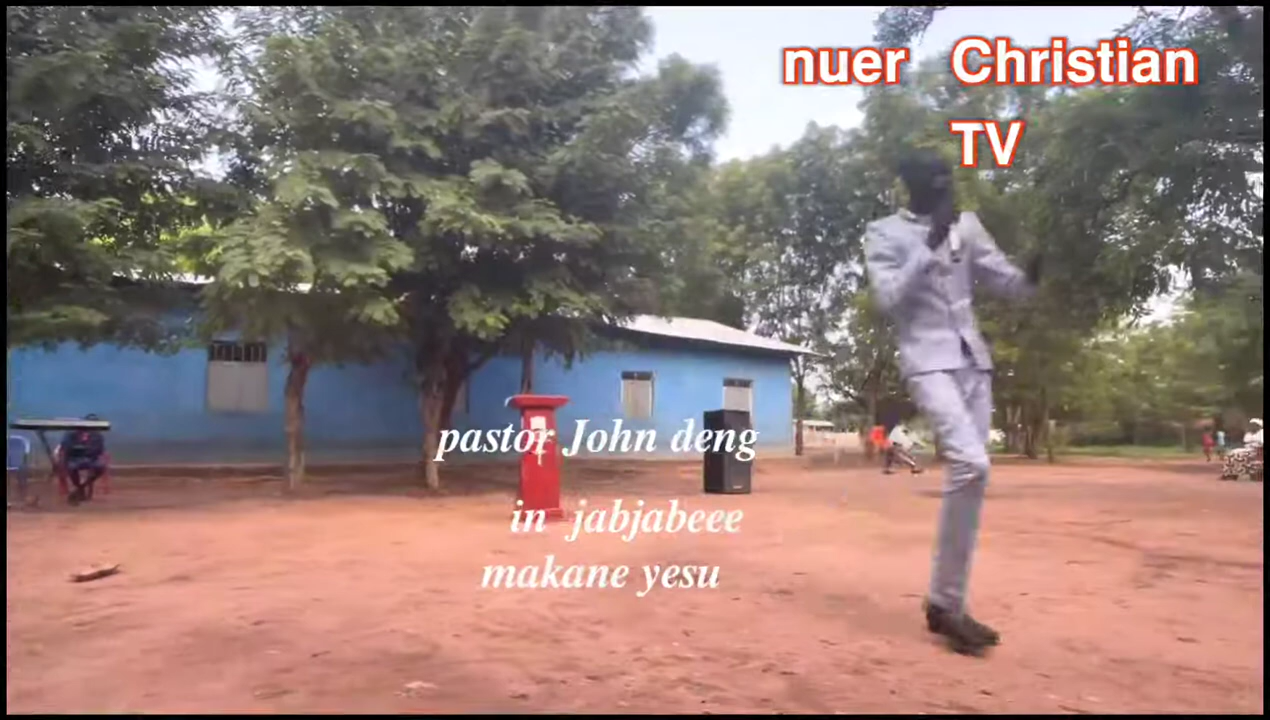 nuer Christian
TV
pastor John deng
in jabjabeee
makane yesu